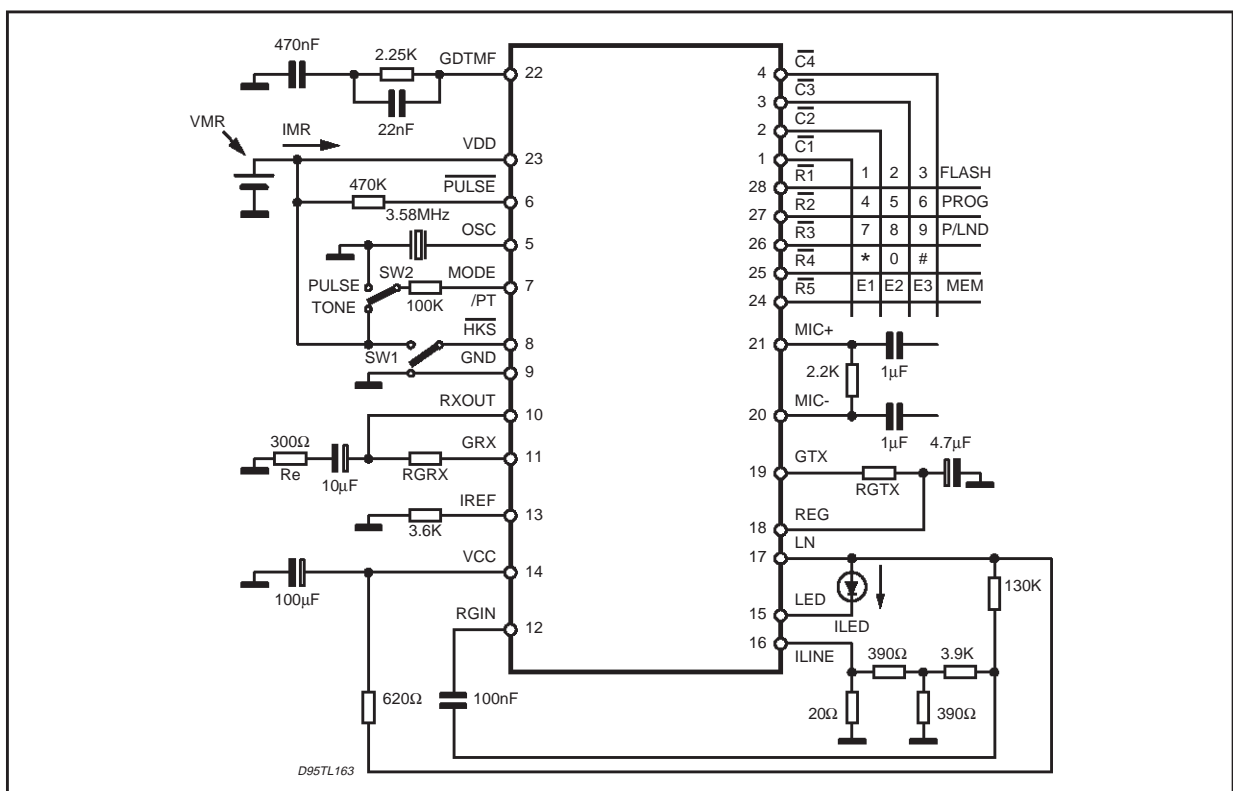 470nF
2.25K
GDTMF
22
22nF
VMR
IMR
VDD
23
470K
PULSE
6
3.58MHz
OSC
5
PULSE
SW2
MODE
7
TONE
100K
/PT
HKS
8
SW1
GND
9
RXOUT
10
300Ω
GRX
11
Re
10µF
RGRX
IREF
13
3.6K
VCC
14
100µF
RGIN
12
620Ω
100nF
D95TL163
4
C4
3
C3
2
C2
1
C1
28
R1
1 2 3 FLASH
27
R2
4 5 6 PROG
26
R3
7 8 9 P/LND
25
R4
* 0 #
24
R5
E1 E2 E3 MEM
21
MIC+
2.2K
1µF
20
MIC-
1µF
4.7µF
19
GTX
RGTX
18
REG
17
LN
130K
15
LED
ILED
16
ILINE
390Ω
3.9K
20Ω
390Ω